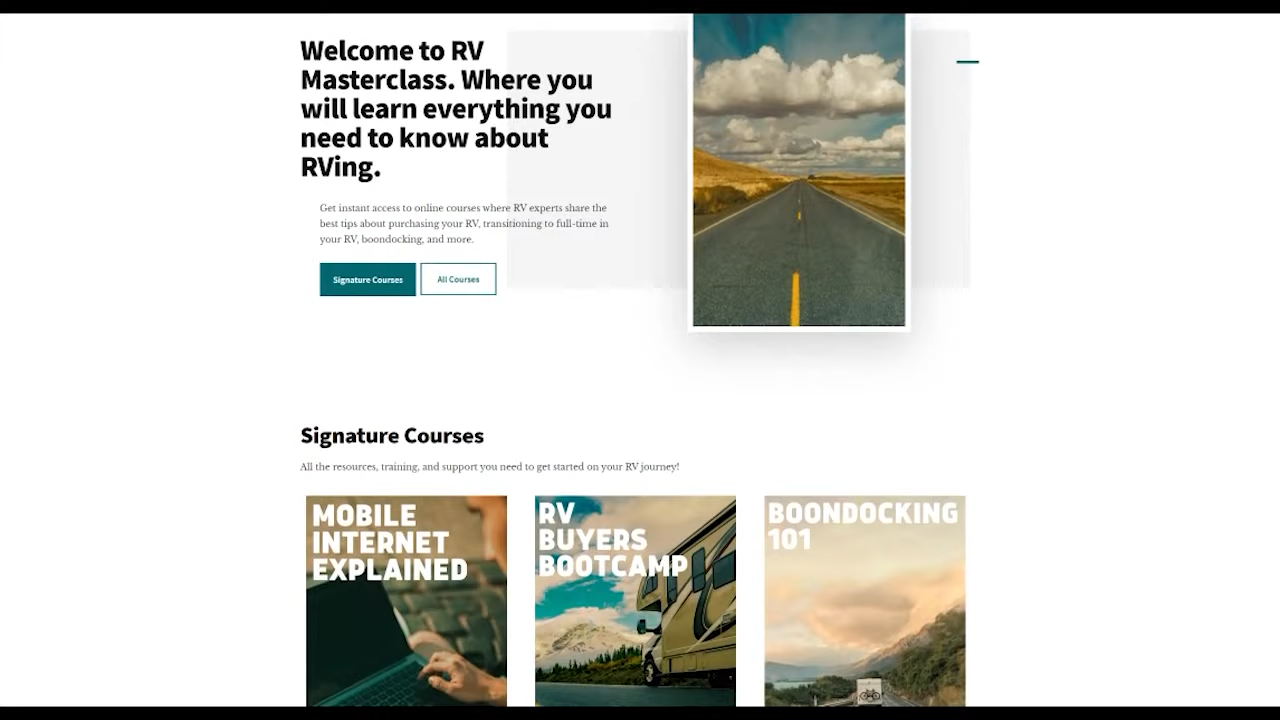 Welcome to RV
Masterclass. Where you
will learn everything you
need to know about
RVing.
Get instant access to online courses where RV experts share the
best tips about purchasing your RV, transitioning to full-time in
your RV, boondocking, and more.
Signature Courses
All Courses
Signature Courses
All the resources, training, and support you need to get started on your RV journey!
MOBILE
INTERNET
EXPLAINED
RV
BUYERS
BOOTCAMP
BOONDOCKING
101